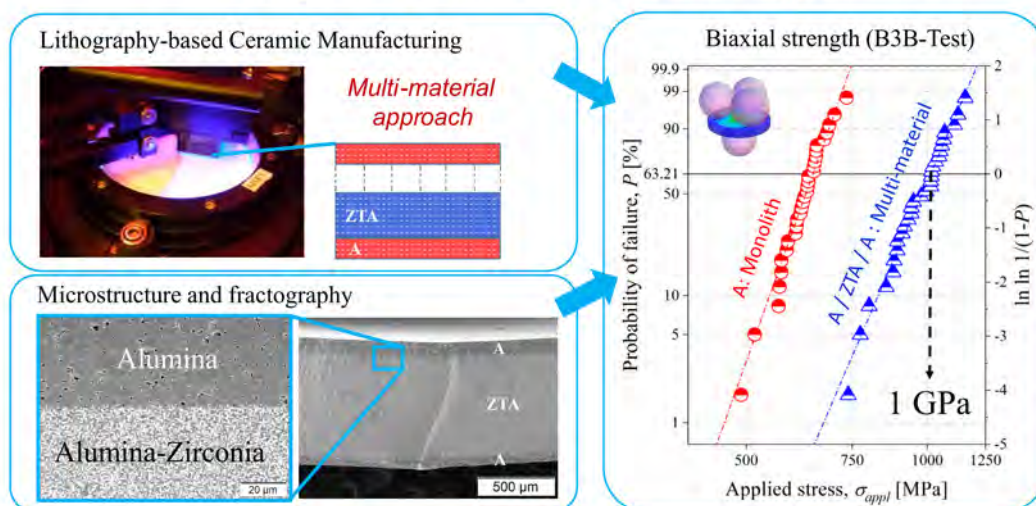 Lithography-based Ceramic Manufacturing
Multi-material
approach
ZTA
A
Microstructure and fractography
Alumina
Alumina-Zirconia
20 µm
A
ZTA
A
500 µm
Biaxial strength (B3B-Test)
Probability of failure, P [%]
99.9
99
90
63.21
50
10
5
1
A: Monolith
A / ZTA / A : Multi-material
1 GPa
2
1
0
-1
-2
-3
-4
-5
ln ln 1/(1-P)
500
750
1000
1250
Applied stress, σappl [MPa]